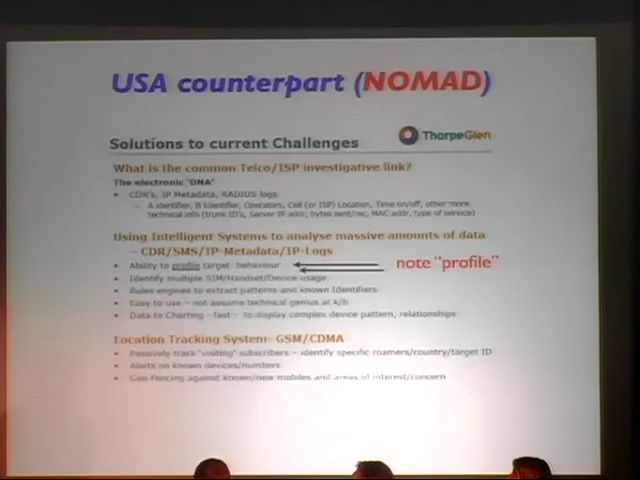 USA counterpart (NOMAD)
Solutions to current Challenges
ThorpeGlen
What is the common Telco/ISP investigative link?
The electronic 'DNA'
• CDR's, IP Metadata, RADIUS logs
– A identifier, B Identifier, Operators, Cell (or ISP) Location, Time on/off, other more technical info (trunk ID's, Server IP addr, bytes sent/rec, MAC addr, type of service)
Using Intelligent Systems to analyse massive amounts of data
– CDR/SMS/IP-Metadata/IP-Logs
• Ability to profile target behaviour
note "profile"
• Identify multiple SIM/Handset/Device usage
• Rules engines to extract patterns and known Identifiers
• Easy to use – not assume technical genius at k/b
• Data to Charting – fast – to display complex device pattern, relationships
Location Tracking System- GSM/CDMA
• Passively track 'visiting' subscribers – identify specific roamers/country/target ID
• Alerts on known devices/numbers
• Geo-Fencing against known/new mobiles and areas of interest/concern